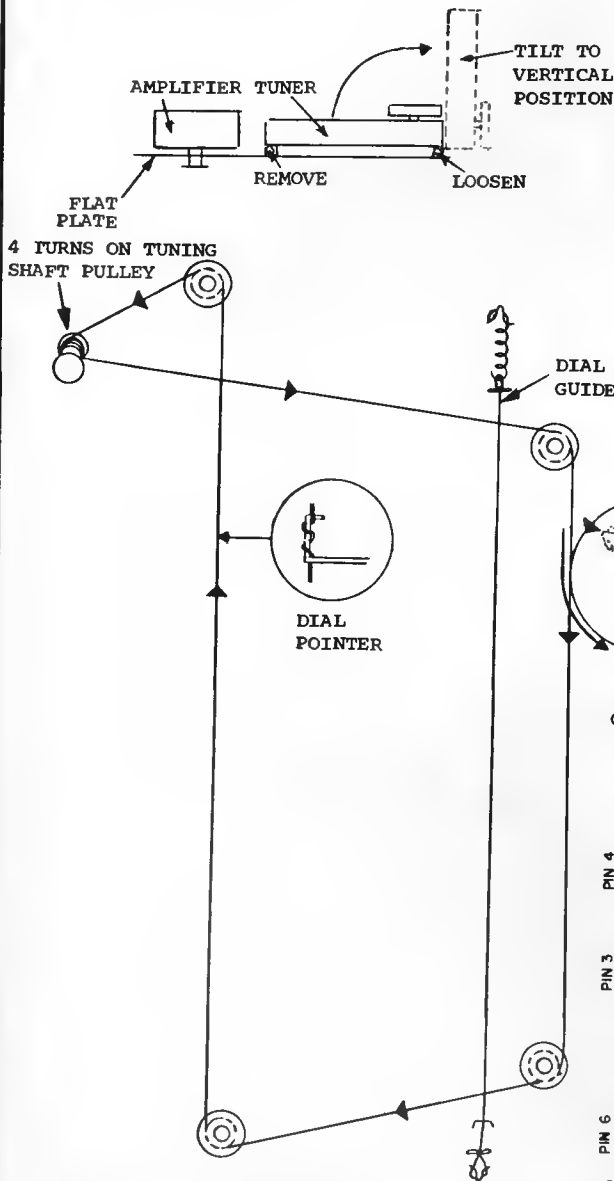 TILT TO
VERTICAL
POSITION
AMPLIFIER TUNER
REMOVE
LOOSEN
FLAT
PLATE
4 TURNS ON TUNING
SHAFT PULLEY
DIAL
GUIDE
DIAL
POINTER
PIN 4
PIN 3
PIN 6